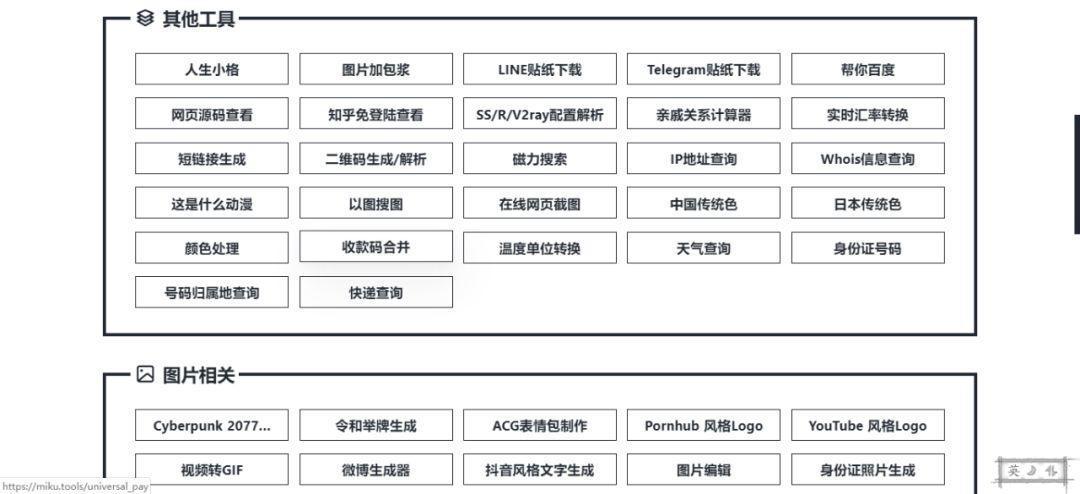 其他工具
人生小格 图片加包浆 LINE贴纸下载 Telegram贴纸下载 帮你百度
网页源码查看 知乎免登陆查看 SS/R/V2ray配置解析 亲戚关系计算器 实时汇率转换
短链接生成 二维码生成/解析 磁力搜索 IP地址查询 Whois信息查询
这是什么动漫 以图搜图 在线网页截图 中国传统色 日本传统色
颜色处理 收款码合并 温度单位转换 天气查询 身份证号码
号码归属地查询 快递查询
图片相关
Cyberpunk 2077... 令和举牌生成 ACG表情包制作 Pornhub 风格Logo YouTube 风格Logo
视频转GIF 微博生成器 抖音风格文字生成 图片编辑 身份证照片生成
https://miku.tools/universal_pay
英